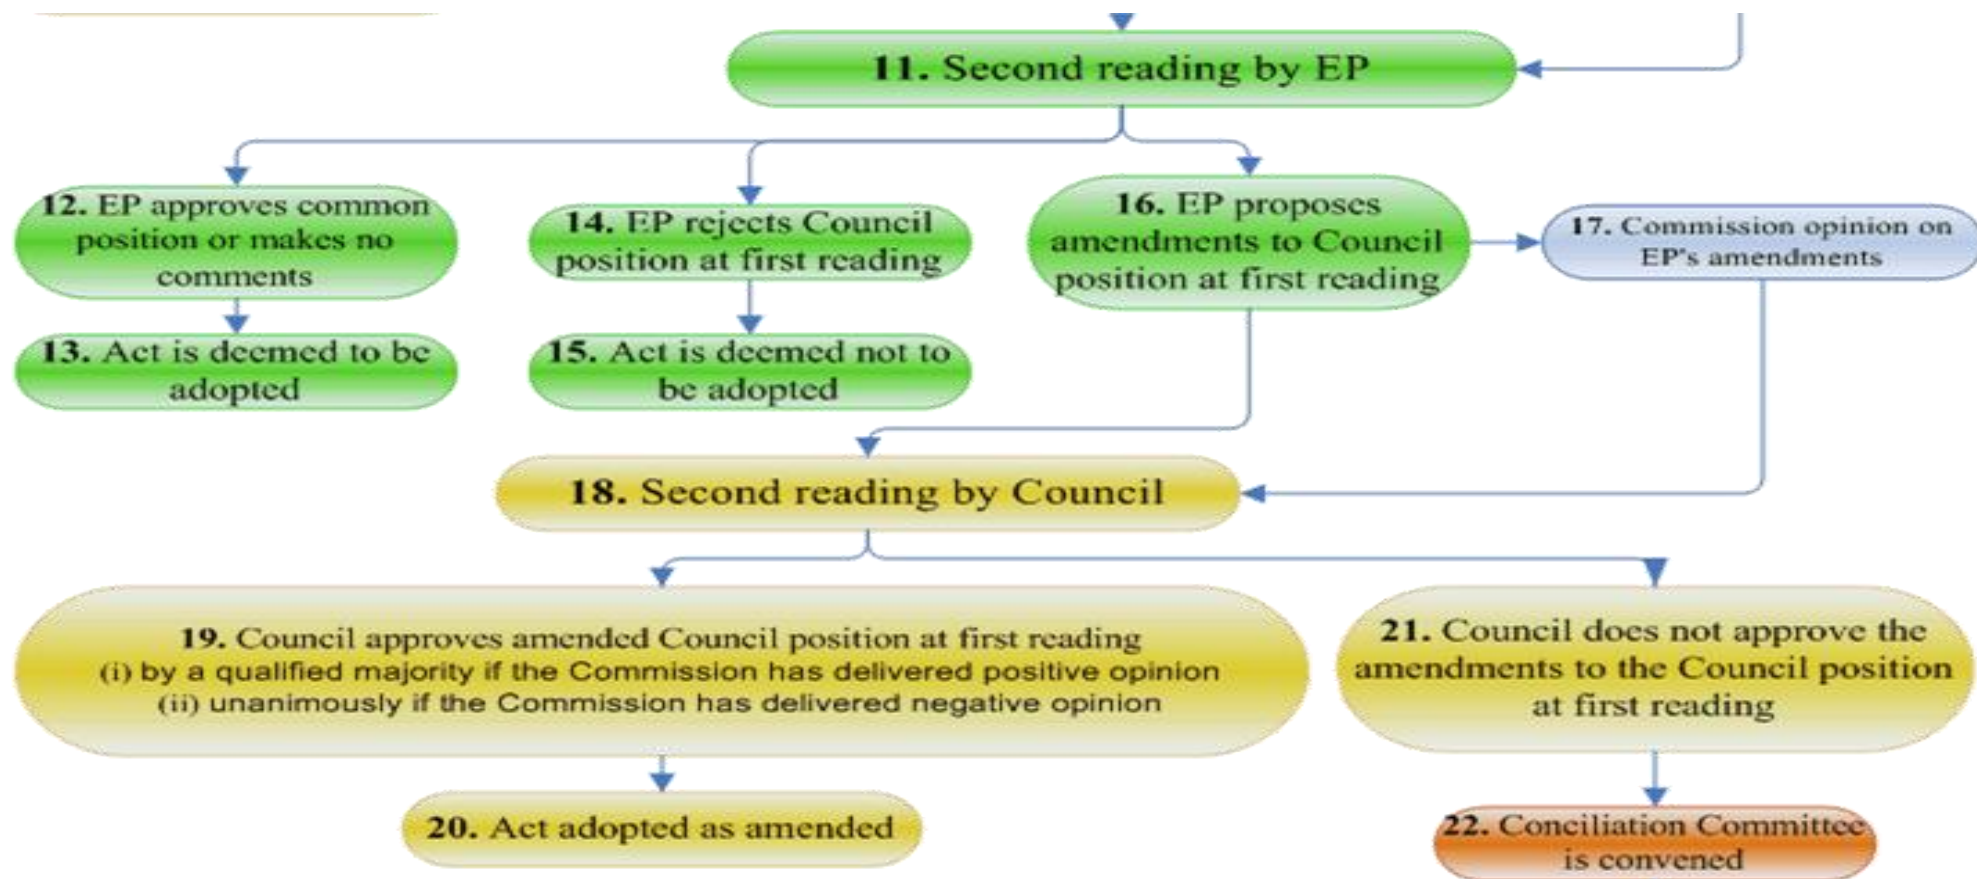 11. Second reading by EP
12. EP approves common
position or makes no
comments
14. EP rejects Council
position at first reading
16. EP proposes
amendments to Council
position at first reading
17. Commission opinion on
EP's amendments
13. Act is deemed to be
adopted
15. Act is deemed not to
be adopted
18. Second reading by Council
19. Council approves amended Council position at first reading
(i) by a qualified majority if the Commission has delivered positive opinion
(ii) unanimously if the Commission has delivered negative opinion
21. Council does not approve the
amendments to the Council position
at first reading
20. Act adopted as amended
22. Conciliation Committee
is convened